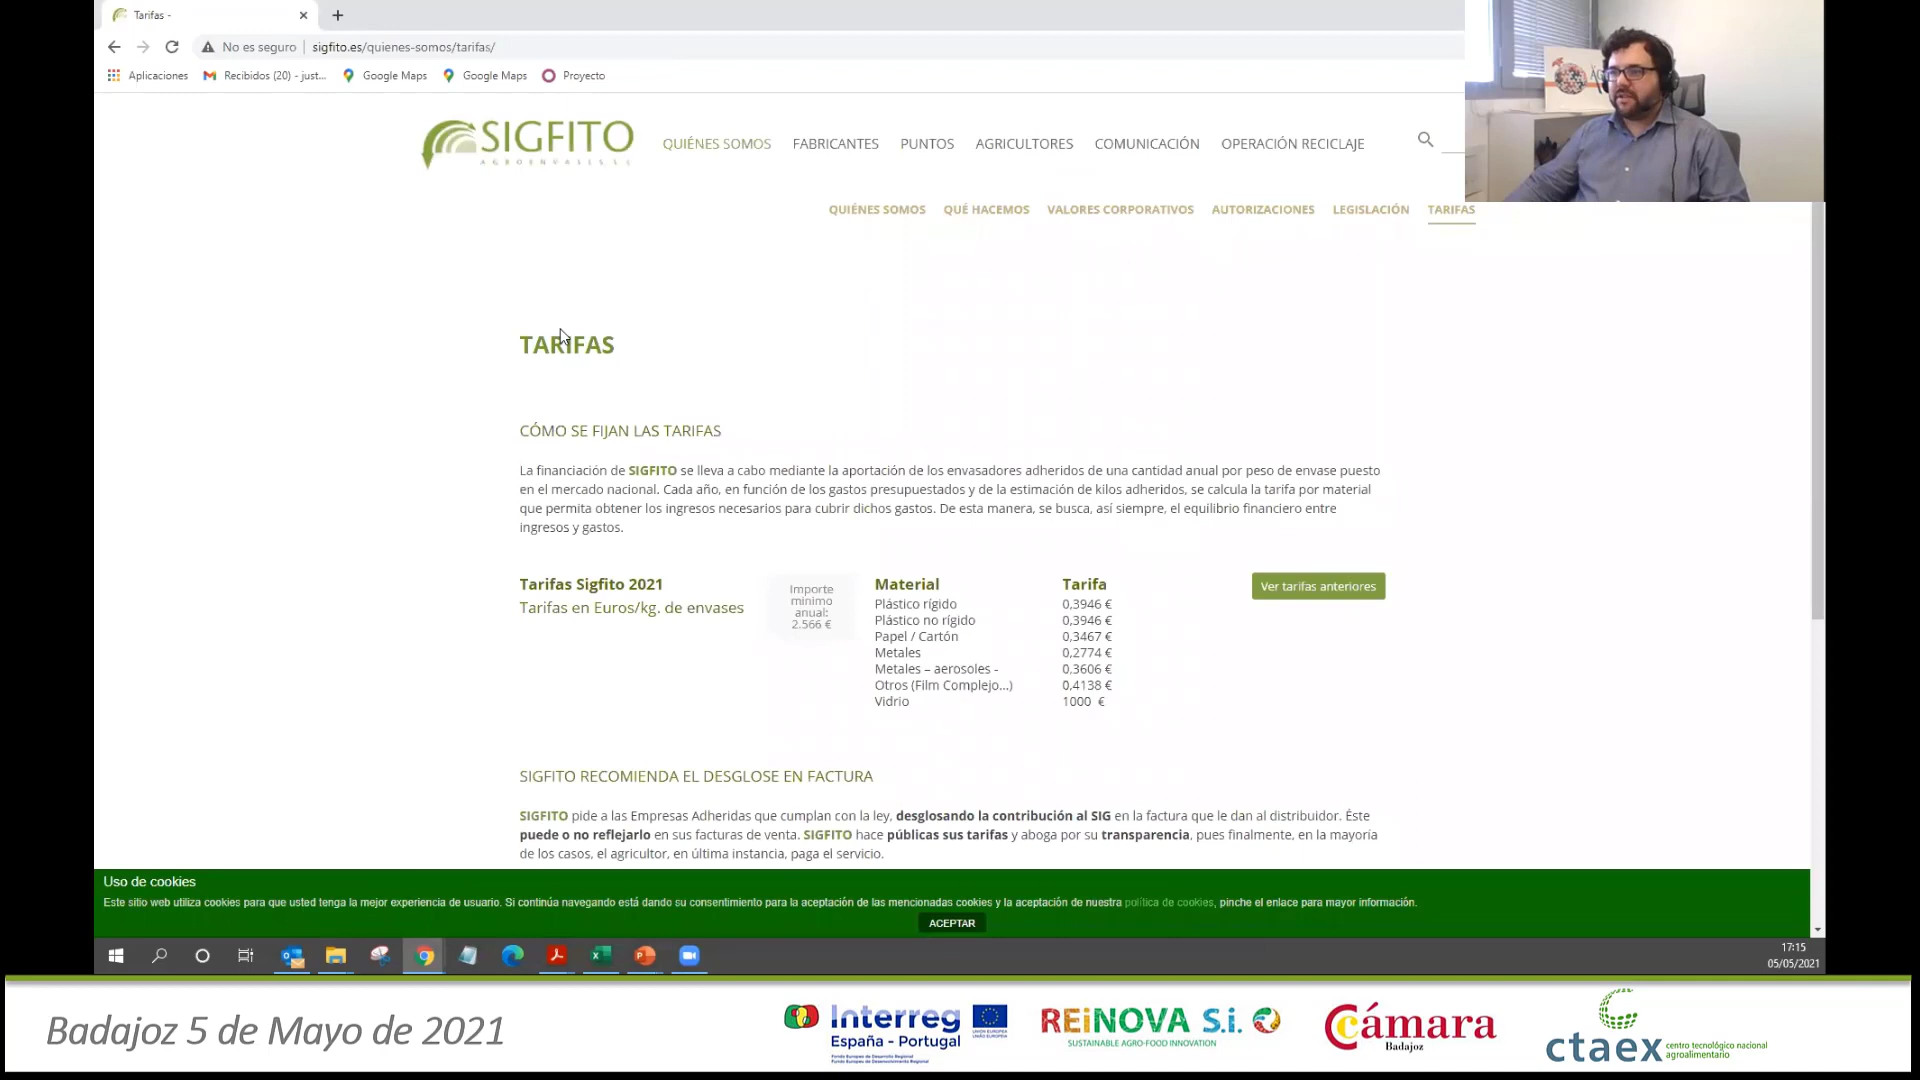 Tarifas -
No es seguro
sigfito.es/quienes-somos/tarifas/
Aplicaciones
Recibidos (20) - just...
Google Maps
Google Maps
Proyecto
SIGFITO
AGROENVASES, S.L.
QUIÉNES SOMOS
FABRICANTES
PUNTOS
AGRICULTORES
COMUNICACIÓN
OPERACIÓN RECICLAJE
QUIÉNES SOMOS
QUÉ HACEMOS
VALORES CORPORATIVOS
AUTORIZACIONES
LEGISLACIÓN
TARIFAS
TARIFAS
CÓMO SE FIJAN LAS TARIFAS
La financiación de SIGFITO se lleva a cabo mediante la aportación de los envasadores adheridos de una cantidad anual por peso de envase puesto
en el mercado nacional. Cada año, en función de los gastos presupuestados y de la estimación de kilos adheridos, se calcula la tarifa por material
que permita obtener los ingresos necesarios para cubrir dichos gastos. De esta manera, se busca, así siempre, el equilibrio financiero entre
ingresos y gastos.
Tarifas Sigfito 2021
Tarifas en Euros/kg. de envases
Importe
minimo
anual:
2.566 €
Material Tarifa
Plástico rígido 0,3946 €
Plástico no rígido 0,3946 €
Papel / Cartón 0,3467 €
Metales 0,2774 €
Metales – aerosoles - 0,3606 €
Otros (Film Complejo...) 0,4138 €
Vidrio 1000 €
Ver tarifas anteriores
SIGFITO RECOMIENDA EL DESGLOSE EN FACTURA
SIGFITO pide a las Empresas Adheridas que cumplan con la ley, desglosando la contribución al SIG en la factura que le dan al distribuidor. Éste
puede o no reflejarlo en sus facturas de venta. SIGFITO hace públicas sus tarifas y aboga por su transparencia, pues finalmente, en la mayoría
de los casos, el agricultor, en última instancia, paga el servicio.
Uso de cookies
Este sitio web utiliza cookies para que usted tenga la mejor experiencia de usuario. Si continúa navegando está dando su consentimiento para la aceptación de las mencionadas cookies y la aceptación de nuestra política de cookies, pinche el enlace para mayor información.
ACEPTAR
17:15
05/05/2021
Badajoz 5 de Mayo de 2021
Interreg
España - Portugal
Fondo Europeo de Desarrollo Regional
Fundo Europeu de Desenvolvimento Regional
REINOVA S.i.
SUSTAINABLE AGRO-FOOD INNOVATION
Cámara
Badajoz
ctaex
centro tecnológico nacional
agroalimentario